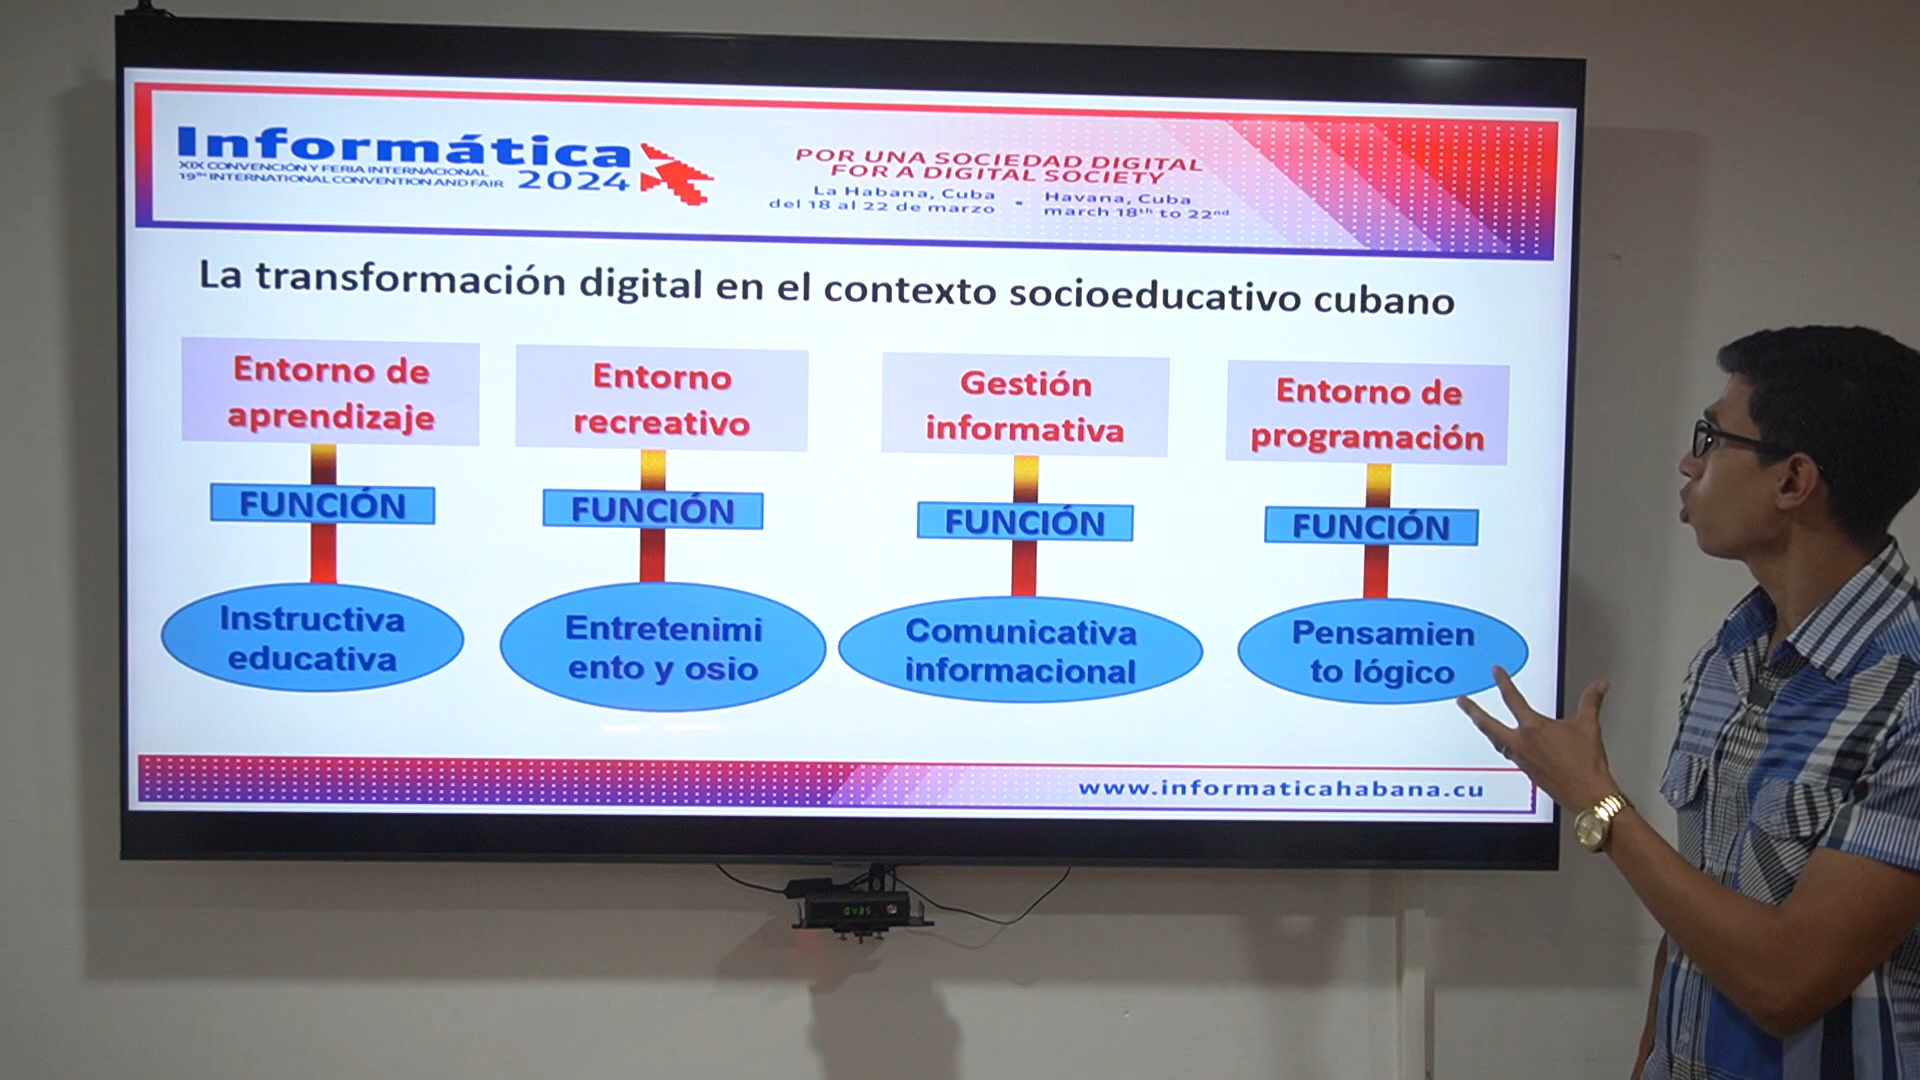 Informática
XIX CONVENCIÓN Y FERIA INTERNACIONAL
19TH INTERNATIONAL CONVENTION AND FAIR
2024
POR UNA SOCIEDAD DIGITAL
FOR A DIGITAL SOCIETY
La Habana, Cuba
del 18 al 22 de marzo
-
Havana, Cuba
march 18th to 22nd
La transformación digital en el contexto socioeducativo cubano
Entorno de
aprendizaje
FUNCIÓN
Instructiva
educativa
Entorno
recreativo
FUNCIÓN
Entretenimi
ento y osio
Gestión
informativa
FUNCIÓN
Comunicativa
informacional
Entorno de
programación
FUNCIÓN
Pensamien
to lógico
www.informaticahabana.cu